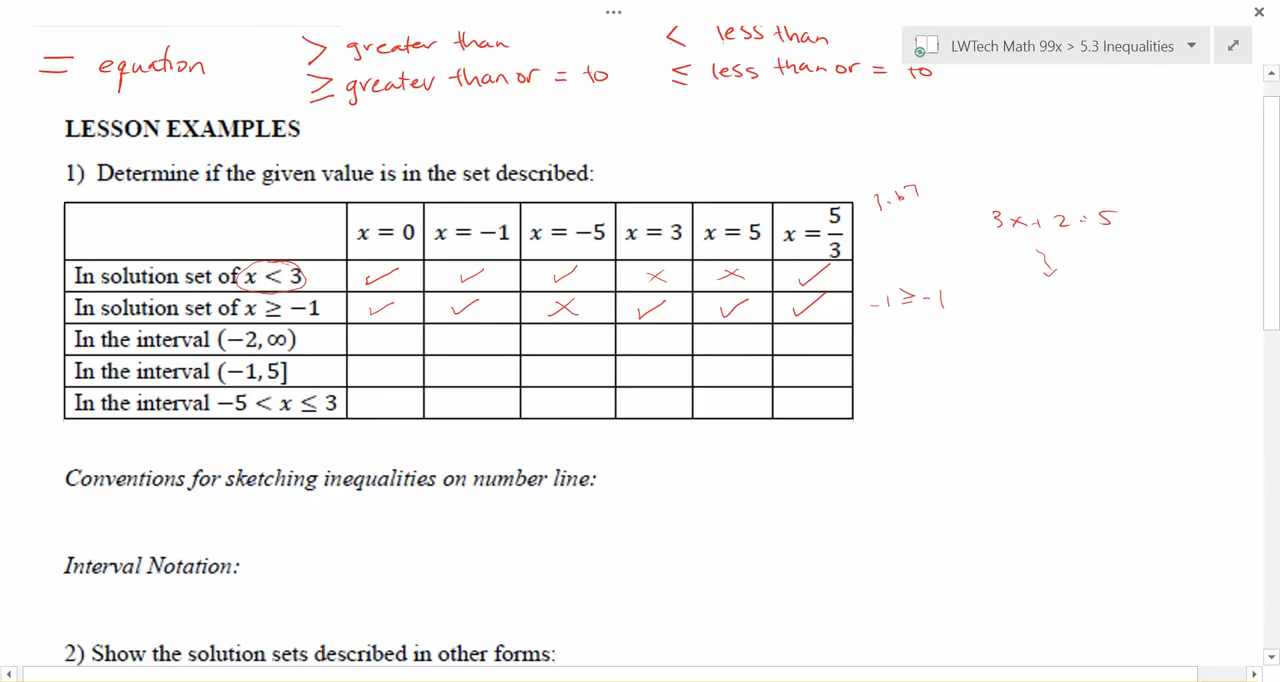 = equation > greater than < less than
≥ greater than or = to ≤ less than or = to
LWTech Math 99x > 5.3 Inequalities
LESSON EXAMPLES
1) Determine if the given value is in the set described:
x = 0 x = −1 x = −5 x = 3 x = 5 x = 5/3
3x + 2 = 5
In solution set of x < 3 ✓ ✓ ✓ × × ✓
In solution set of x ≥ −1 ✓ ✓ × ✓ ✓ ✓
-1 ≥ -1
In the interval (−2, ∞)
In the interval (−1, 5]
In the interval −5 < x ≤ 3
Conventions for sketching inequalities on number line:
Interval Notation:
2) Show the solution sets described in other forms: